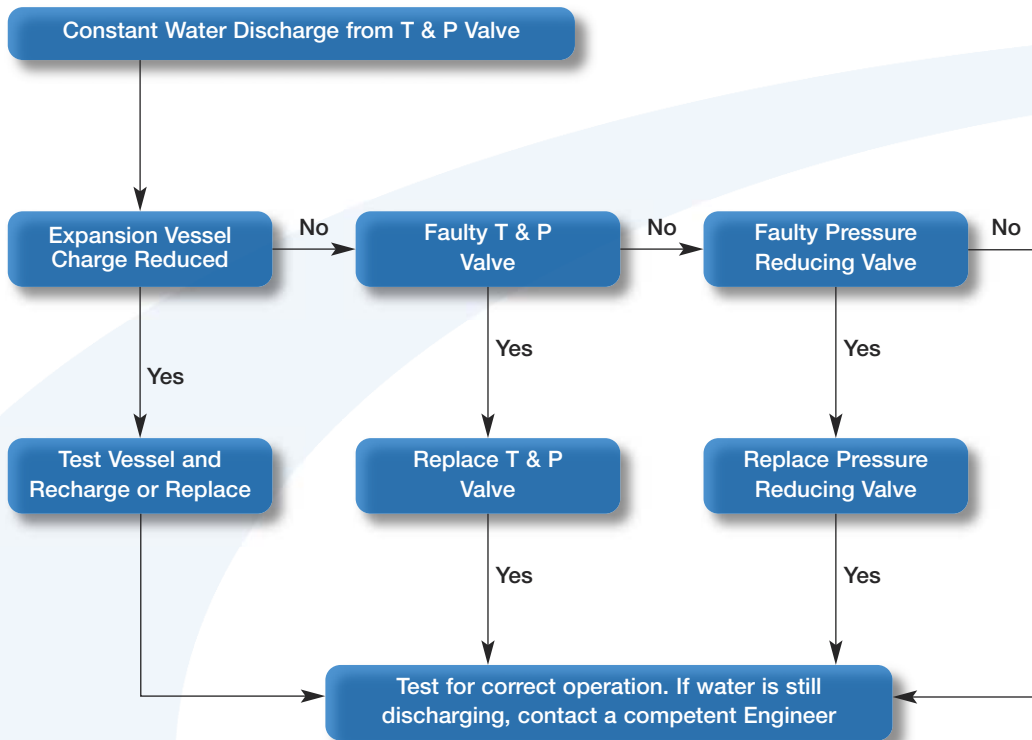 Constant Water Discharge from T & P Valve
Expansion Vessel
Charge Reduced
No
Faulty T & P
Valve
No
Faulty Pressure
Reducing Valve
No
Yes
Yes
Yes
Test Vessel and
Recharge or Replace
Replace T & P
Valve
Replace Pressure
Reducing Valve
Yes
Yes
Test for correct operation. If water is still
discharging, contact a competent Engineer